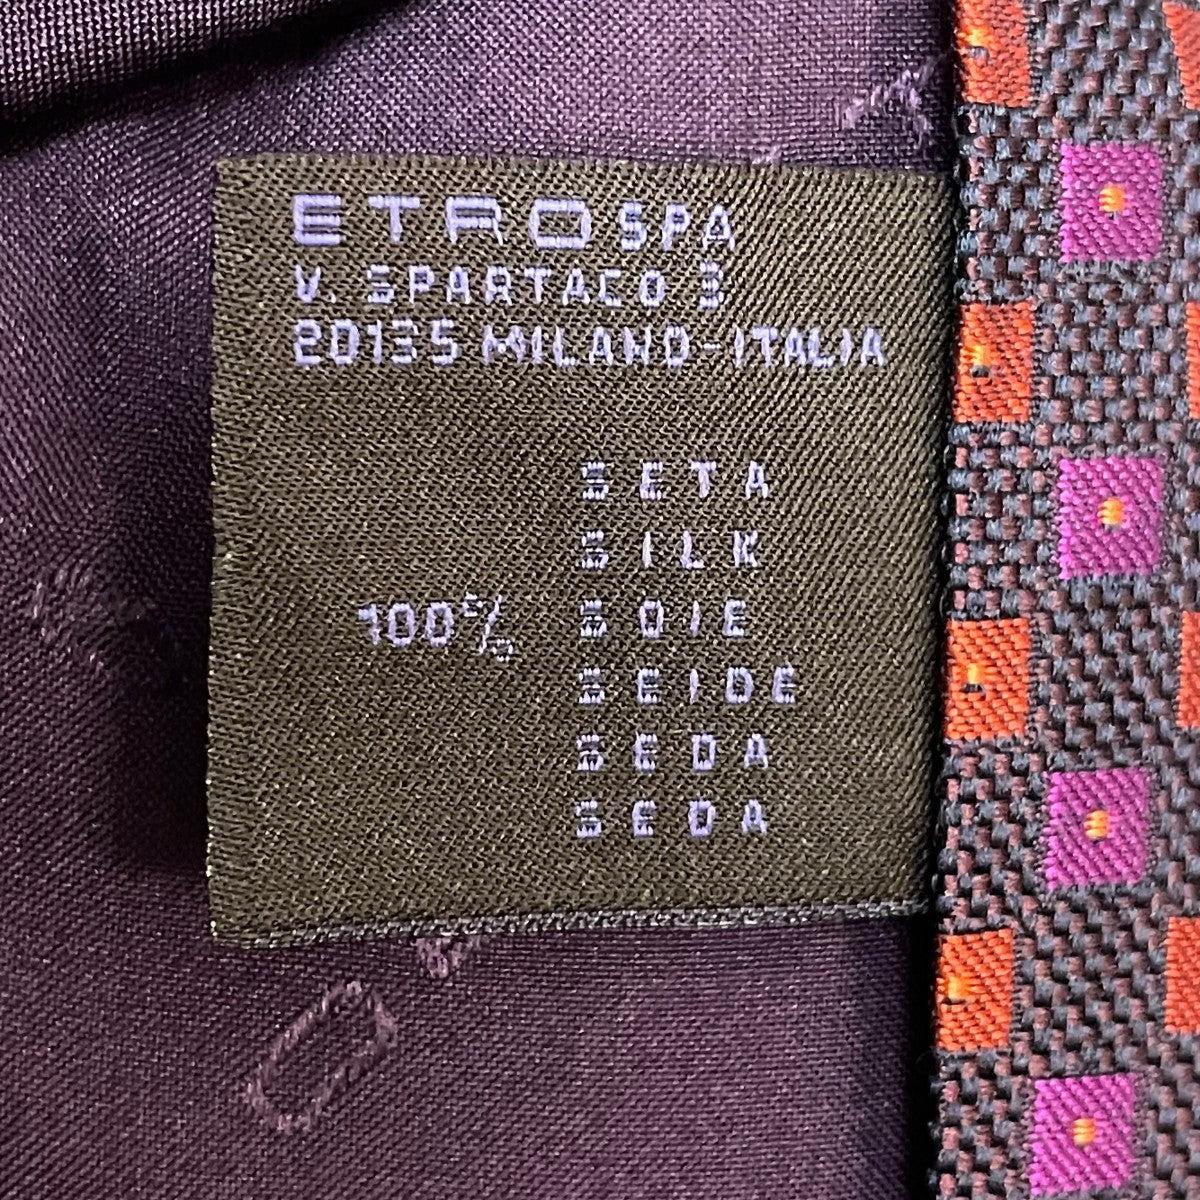 ETRO SPA
V. SPARTACO 3
20135 MILANO-ITALIA
SETA
SILK
100% SOIE
SEIDE
SEDA
SEDA